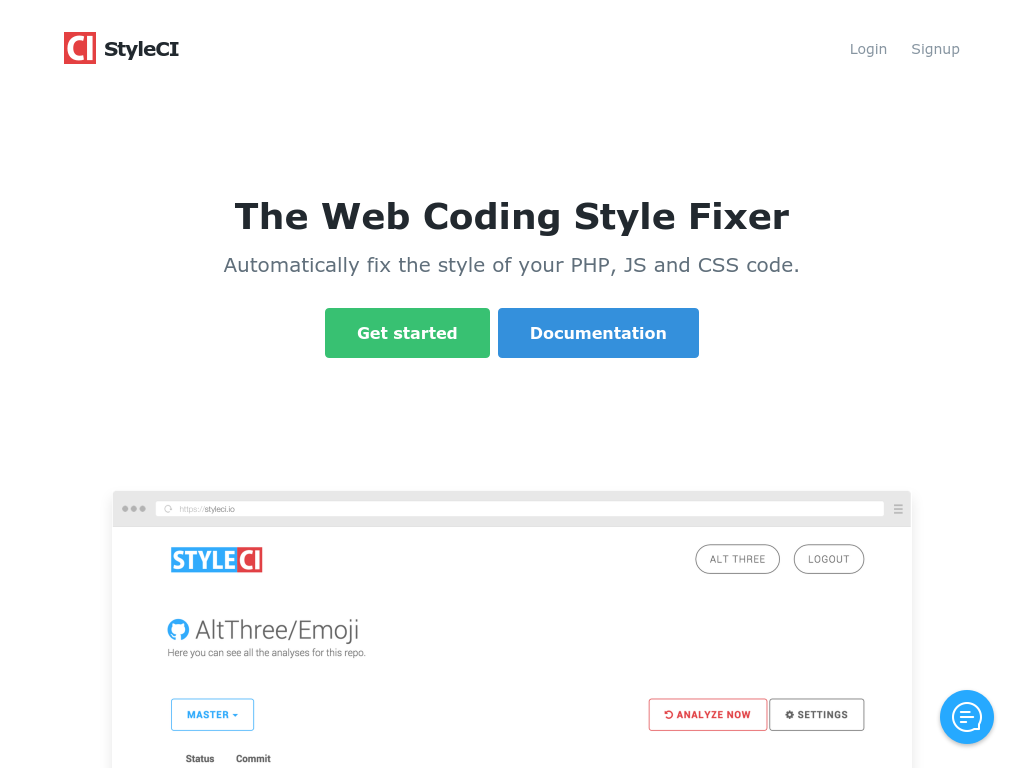 CI StyleCI
Login Signup
The Web Coding Style Fixer
Automatically fix the style of your PHP, JS and CSS code.
Get started Documentation
https://styleci.io
STYLECI
ALT THREE LOGOUT
AltThree/Emoji
Here you can see all the analyses for this repo.
MASTER ANALYZE NOW SETTINGS
Status Commit